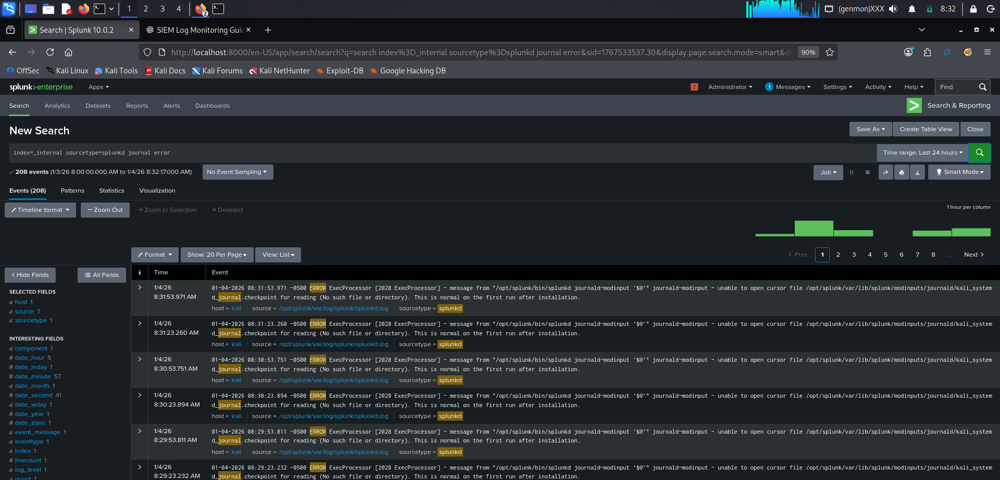 1 2 3 4 2 (genmon)XXX 8:32
Search | Splunk 10.0.2 SIEM Log Monitoring Guid
http://localhost:8000/en-US/app/search/search?q=search index%3D_internal sourcetype%3Dsplunkd journal error&sid=1767533537.30&display.page.search.mode=smart&di 90%
OffSec Kali Linux Kali Tools Kali Docs Kali Forums Kali NetHunter Exploit-DB Google Hacking DB
splunk>enterprise Apps ! Administrator 1 Messages Settings Activity Help Find
Search Analytics Datasets Reports Alerts Dashboards > Search & Reporting
New Search Save As Create Table View Close
index=_internal sourcetype=splunkd journal error Time range: Last 24 hours
✓ 208 events (1/3/26 8:00:00.000 AM to 1/4/26 8:32:17.000 AM) No Event Sampling Job Smart Mode
Events (208) Patterns Statistics Visualization
Timeline format — Zoom Out + Zoom to Selection × Deselect 1 hour per column
Format Show: 20 Per Page View: List < Prev 1 2 3 4 5 6 7 8 ... Next >
< Hide Fields All Fields i Time Event
SELECTED FIELDS
a host 1
a source 1
a sourcetype 1
INTERESTING FIELDS
a component 1
# date_hour 5
# date_mday 1
# date_minute 57
a date_month 1
# date_second 41
a date_wday 1
# date_year 1
# date_zone 1
a event_message 1
a eventtype 1
a index 1
# linecount 1
a log_level 1
a punct 1
> 1/4/26 01-04-2026 08:31:53.971 -0500 ERROR ExecProcessor [2028 ExecProcessor] - message from "/opt/splunk/bin/splunkd journald-modinput '$@'" journald-modinput - unable to open cursor file /opt/splunk/var/lib/splunk/modinputs/journald/kali_system
8:31:53.971 AM d_journal.checkpoint for reading (No such file or directory). This is normal on the first run after installation.
host = kali source = /opt/splunk/var/log/splunk/splunkd.log sourcetype = splunkd
> 1/4/26 01-04-2026 08:31:23.260 -0500 ERROR ExecProcessor [2028 ExecProcessor] - message from "/opt/splunk/bin/splunkd journald-modinput '$@'" journald-modinput - unable to open cursor file /opt/splunk/var/lib/splunk/modinputs/journald/kali_system
8:31:23.260 AM d_journal.checkpoint for reading (No such file or directory). This is normal on the first run after installation.
host = kali source = /opt/splunk/var/log/splunk/splunkd.log sourcetype = splunkd
> 1/4/26 01-04-2026 08:30:53.751 -0500 ERROR ExecProcessor [2028 ExecProcessor] - message from "/opt/splunk/bin/splunkd journald-modinput '$@'" journald-modinput - unable to open cursor file /opt/splunk/var/lib/splunk/modinputs/journald/kali_system
8:30:53.751 AM d_journal.checkpoint for reading (No such file or directory). This is normal on the first run after installation.
host = kali source = /opt/splunk/var/log/splunk/splunkd.log sourcetype = splunkd
> 1/4/26 01-04-2026 08:30:23.894 -0500 ERROR ExecProcessor [2028 ExecProcessor] - message from "/opt/splunk/bin/splunkd journald-modinput '$@'" journald-modinput - unable to open cursor file /opt/splunk/var/lib/splunk/modinputs/journald/kali_system
8:30:23.894 AM d_journal.checkpoint for reading (No such file or directory). This is normal on the first run after installation.
host = kali source = /opt/splunk/var/log/splunk/splunkd.log sourcetype = splunkd
> 1/4/26 01-04-2026 08:29:53.811 -0500 ERROR ExecProcessor [2028 ExecProcessor] - message from "/opt/splunk/bin/splunkd journald-modinput '$@'" journald-modinput - unable to open cursor file /opt/splunk/var/lib/splunk/modinputs/journald/kali_system
8:29:53.811 AM d_journal.checkpoint for reading (No such file or directory). This is normal on the first run after installation.
host = kali source = /opt/splunk/var/log/splunk/splunkd.log sourcetype = splunkd
> 1/4/26 01-04-2026 08:29:23.232 -0500 ERROR ExecProcessor [2028 ExecProcessor] - message from "/opt/splunk/bin/splunkd journald-modinput '$@'" journald-modinput - unable to open cursor file /opt/splunk/var/lib/splunk/modinputs/journald/kali_system
8:29:23.232 AM d_journal.checkpoint for reading (No such file or directory). This is normal on the first run after installation.